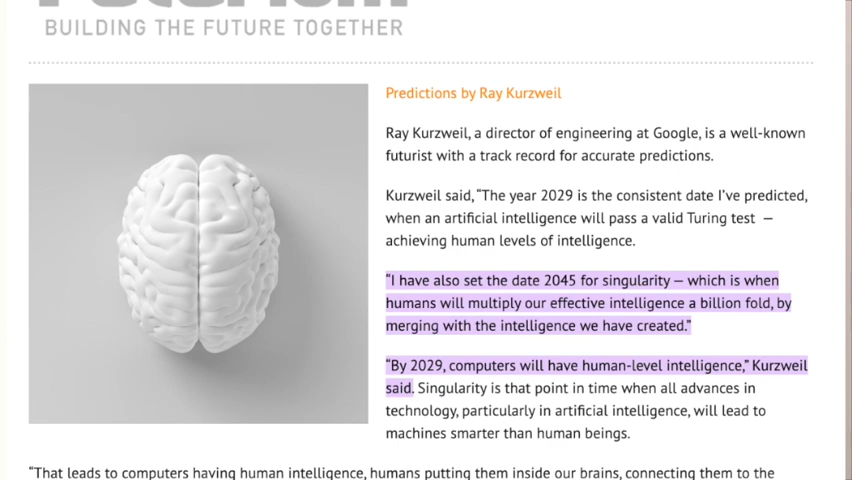 BUILDING THE FUTURE TOGETHER
Predictions by Ray Kurzweil
Ray Kurzweil, a director of engineering at Google, is a well-known
futurist with a track record for accurate predictions.
Kurzweil said, “The year 2029 is the consistent date I’ve predicted,
when an artificial intelligence will pass a valid Turing test —
achieving human levels of intelligence.
“I have also set the date 2045 for singularity — which is when
humans will multiply our effective intelligence a billion fold, by
merging with the intelligence we have created.”
“By 2029, computers will have human-level intelligence,” Kurzweil
said. Singularity is that point in time when all advances in
technology, particularly in artificial intelligence, will lead to
machines smarter than human beings.
“That leads to computers having human intelligence, humans putting them inside our brains, connecting them to the